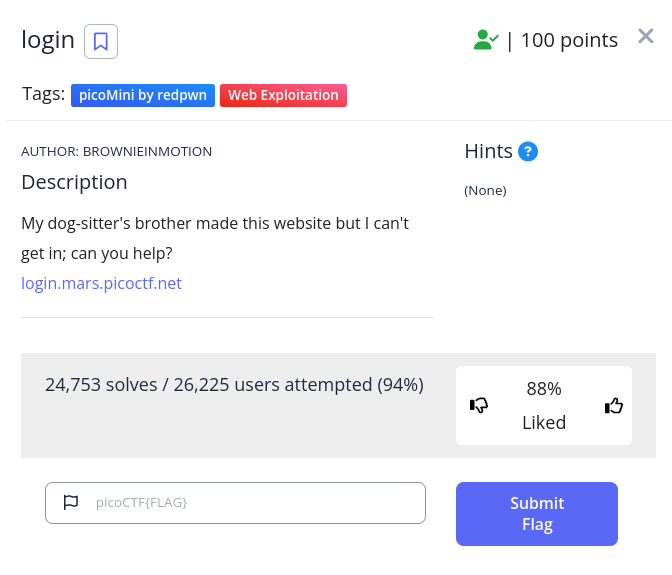 login
| 100 points
Tags: picoMini by redpwn Web Exploitation
AUTHOR: BROWNIEINMOTION
Description
My dog-sitter's brother made this website but I can't
get in; can you help?
login.mars.picoctf.net
Hints ?
(None)
24,753 solves / 26,225 users attempted (94%)
88%
Liked
picoCTF{FLAG}
Submit
Flag